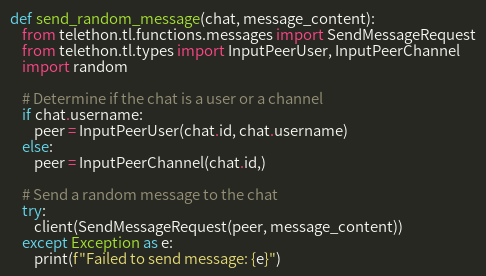 def send_random_message(chat, message_content):
    from telethon.tl.functions.messages import SendMessageRequest
    from telethon.tl.types import InputPeerUser, InputPeerChannel
    import random

    # Determine if the chat is a user or a channel
    if chat.username:
        peer = InputPeerUser(chat.id, chat.username)
    else:
        peer = InputPeerChannel(chat.id,)

    # Send a random message to the chat
    try:
        client(SendMessageRequest(peer, message_content))
    except Exception as e:
        print(f"Failed to send message: {e}")